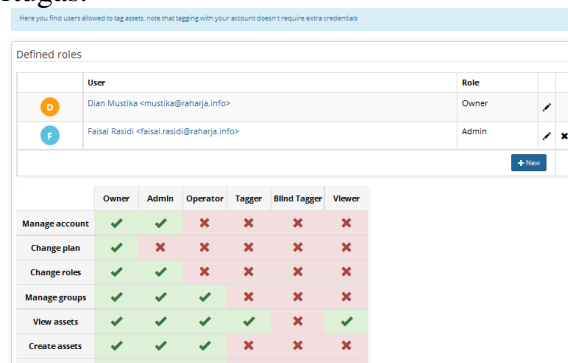 Rugas.
Here you find users allowed to tag assets, note that tagging with your account doesn't require extra credentials
Defined roles
User Role
D Dian Mustika <mustika@raharja.info> Owner
F Faisal Rasidi <faisal.rasidi@raharja.info> Admin
+ New
Owner Admin Operator Tagger Blind Tagger Viewer
Manage account
Change plan
Change roles
Manage groups
View assets
Create assets